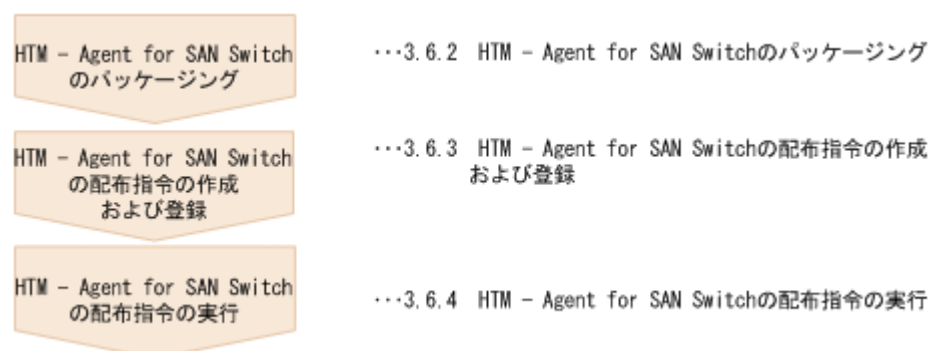 HTM - Agent for SAN Switch
のパッケージング
･･･3.6.2 HTM - Agent for SAN Switchのパッケージング
HTM - Agent for SAN Switch
の配布指令の作成
および登録
･･･3.6.3 HTM - Agent for SAN Switchの配布指令の作成
および登録
HTM - Agent for SAN Switch
の配布指令の実行
･･･3.6.4 HTM - Agent for SAN Switchの配布指令の実行